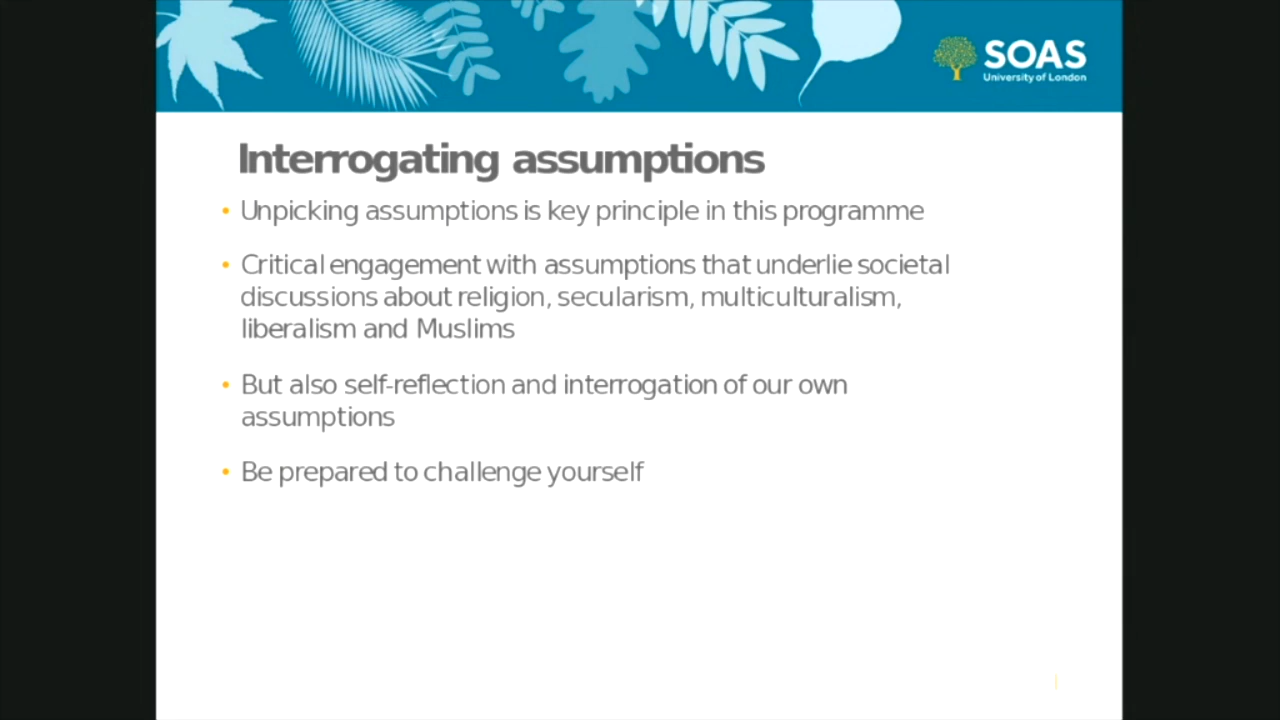 SOAS
University of London
Interrogating assumptions
• Unpicking assumptions is key principle in this programme
• Critical engagement with assumptions that underlie societal
discussions about religion, secularism, multiculturalism,
liberalism and Muslims
• But also self-reflection and interrogation of our own
assumptions
• Be prepared to challenge yourself